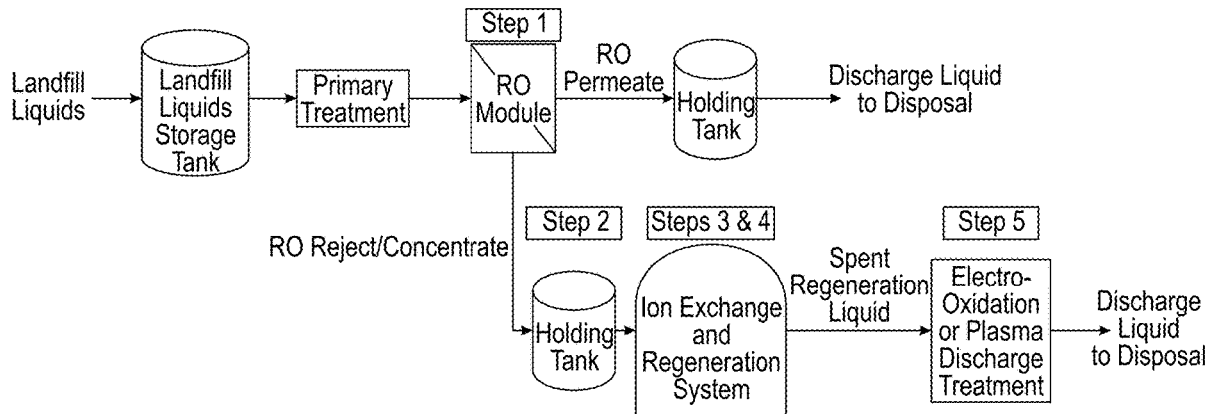 Step 1
Landfill
Liquids
Landfill
Liquids
Storage
Tank
Primary
Treatment
RO
Module
RO
Permeate
Holding
Tank
Discharge Liquid
to Disposal
RO Reject/Concentrate
Step 2
Holding
Tank
Steps 3 & 4
Ion Exchange
and
Regeneration
System
Spent
Regeneration
Liquid
Step 5
Electro-
Oxidation
or Plasma
Discharge
Treatment
Discharge
Liquid
to Disposal